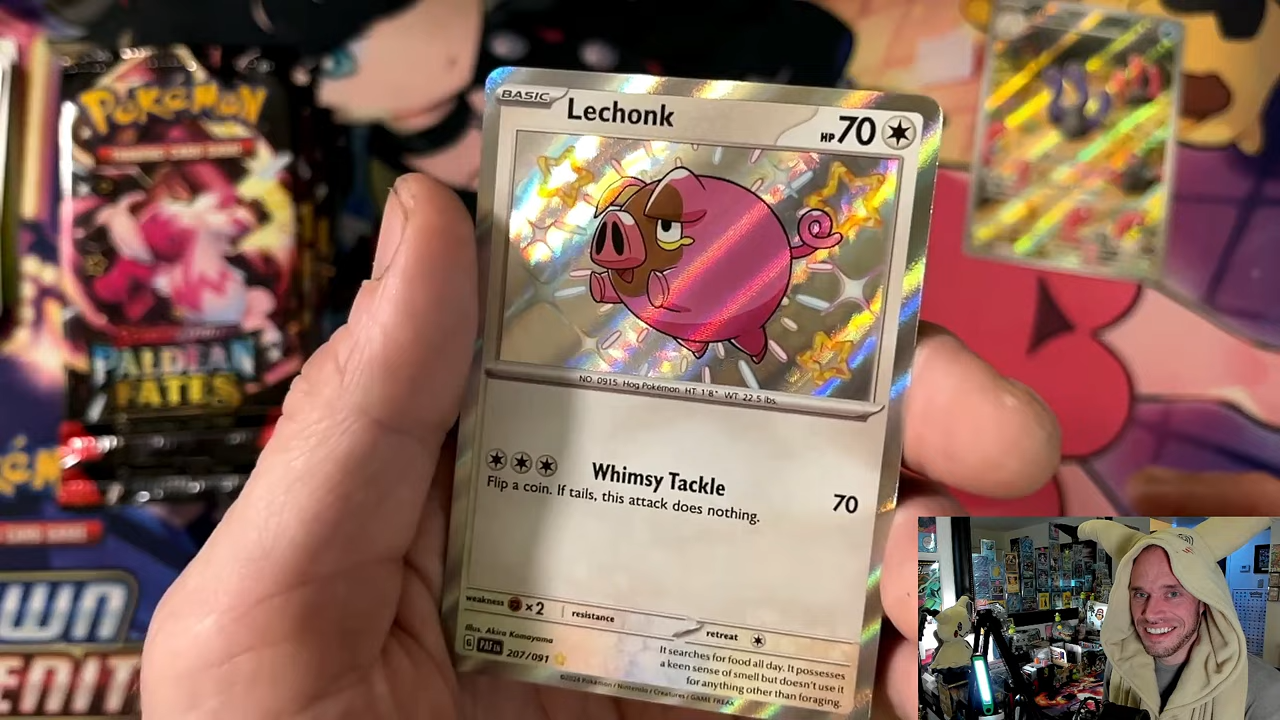 POKÉMON
TRADING CARD GAME
PALDEAN
FATES
BASIC
Lechonk
HP 70
NO. 0915 Hog Pokémon HT: 1'8" WT: 22.5 lbs.
Whimsy Tackle
70
Flip a coin. If tails, this attack does nothing.
weakness ×2 resistance
retreat
Illus. Akira Komayama
G PAF EN 207/091
It searches for food all day. It possesses
a keen sense of smell but doesn't use it
for anything other than foraging.
©2024 Pokémon / Nintendo / Creatures / GAME FREAK